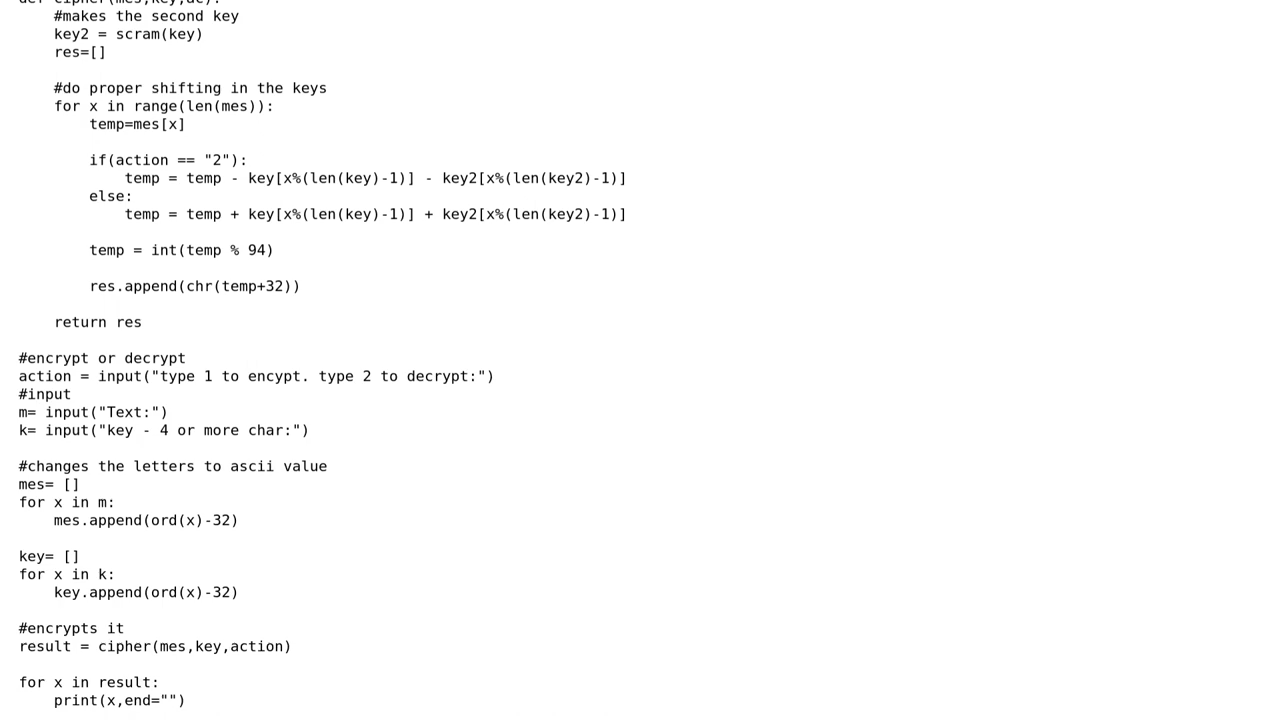 def cipher(mes,key,ac):
    #makes the second key
    key2 = scram(key)
    res=[]

    #do proper shifting in the keys
    for x in range(len(mes)):
        temp=mes[x]

        if(action == "2"):
            temp = temp - key[x%(len(key)-1)] - key2[x%(len(key2)-1)]
        else:
            temp = temp + key[x%(len(key)-1)] + key2[x%(len(key2)-1)]

        temp = int(temp % 94)

        res.append(chr(temp+32))

    return res

#encrypt or decrypt
action = input("type 1 to encypt. type 2 to decrypt:")
#input
m= input("Text:")
k= input("key - 4 or more char:")

#changes the letters to ascii value
mes= []
for x in m:
    mes.append(ord(x)-32)

key= []
for x in k:
    key.append(ord(x)-32)

#encrypts it
result = cipher(mes,key,action)

for x in result:
    print(x,end="")